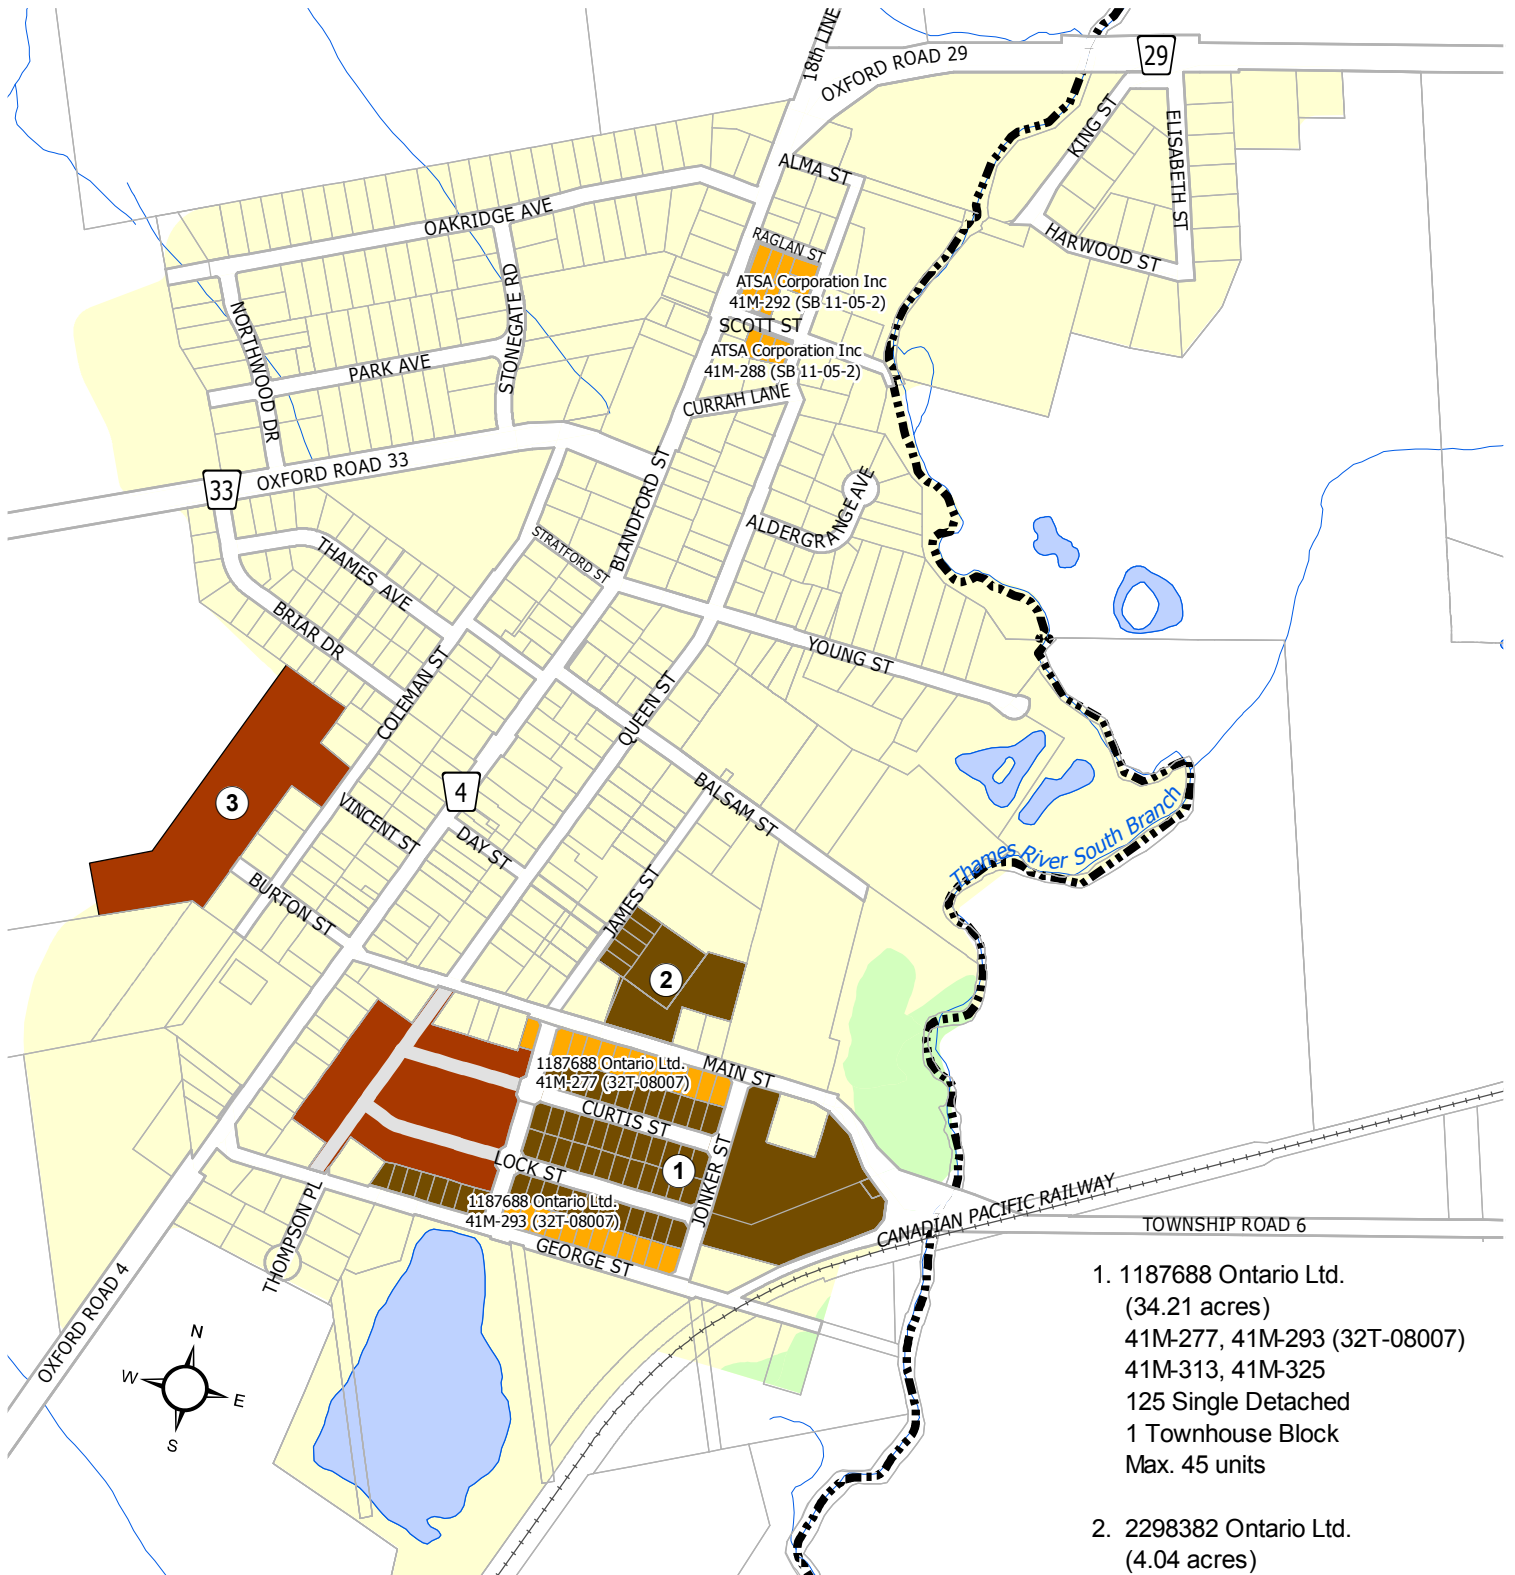 18th LINE
OXFORD ROAD 29
29
KING ST
ELISABETH ST
ALMA ST
OAKRIDGE AVE
RAGLAN ST
HARWOOD ST
ATSA Corporation Inc
41M-292 (SB 11-05-2)
STONEGATE RD
NORTHWOOD DR
SCOTT ST
ATSA Corporation Inc
41M-288 (SB 11-05-2)
PARK AVE
CURRAH LANE
OXFORD ROAD 33
33
BLANDFORD ST
ALDERGRANGE AVE
STRATFORD ST
THAMES AVE
BRIAR DR
YOUNG ST
COLEMAN ST
QUEEN ST
3
4
VINCENT ST
DAY ST
BALSAM ST
Thames River South Branch
BURTON ST
JAMES ST
2
1187688 Ontario Ltd.
41M-277 (32T-08007)
MAIN ST
CURTIS ST
1
LOCK ST
JONKER ST
1187688 Ontario Ltd.
41M-293 (32T-08007)
THOMPSON PL
GEORGE ST
CANADIAN PACIFIC RAILWAY
TOWNSHIP ROAD 6
OXFORD ROAD 4
N
W
E
S
1. 1187688 Ontario Ltd.
(34.21 acres)
41M-277, 41M-293 (32T-08007)
41M-313, 41M-325
125 Single Detached
1 Townhouse Block
Max. 45 units
2. 2298382 Ontario Ltd.
(4.04 acres)